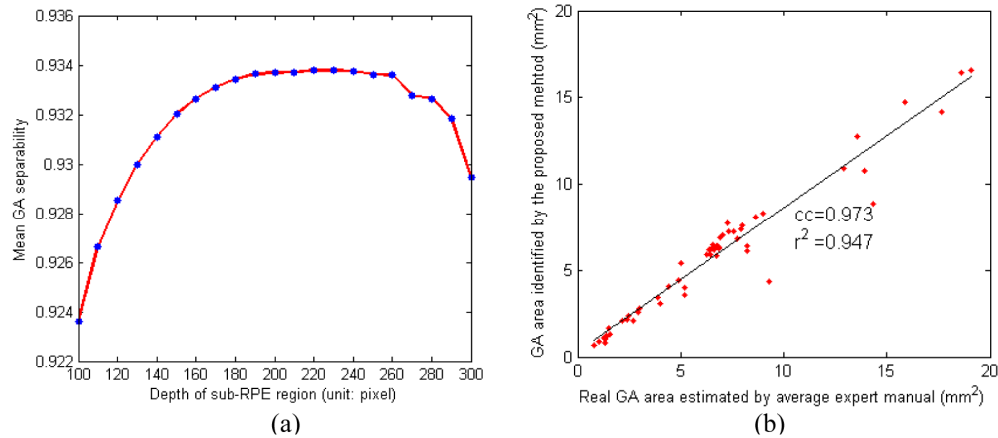 0.936
0.934
0.932
0.93
0.928
0.926
0.924
0.922
Mean GA separability
100 120 140 160 180 200 220 240 260 280 300
Depth of sub-RPE region (unit: pixel)
(a)
20
15
10
5
0
GA area identified by the proposed mehtod (mm²)
cc=0.973
r² =0.947
0 5 10 15 20
Real GA area estimated by average expert manual (mm²)
(b)